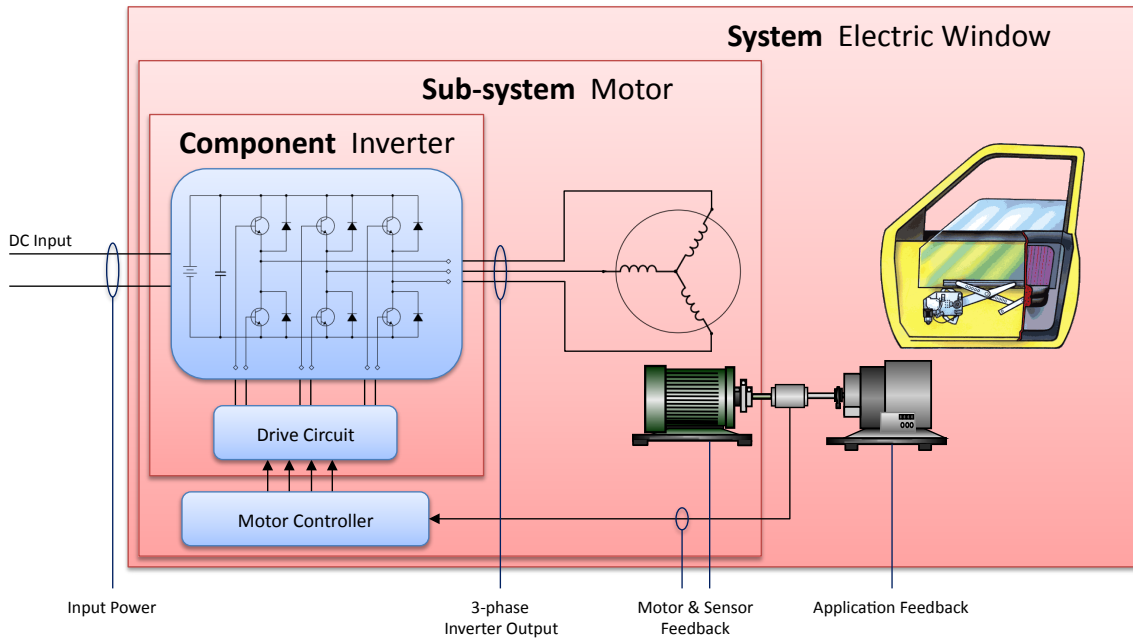 System Electric Window
Sub-system Motor
Component Inverter
DC Input
Drive Circuit
Motor Controller
Input Power
3-phase
Inverter Output
Motor & Sensor
Feedback
Application Feedback